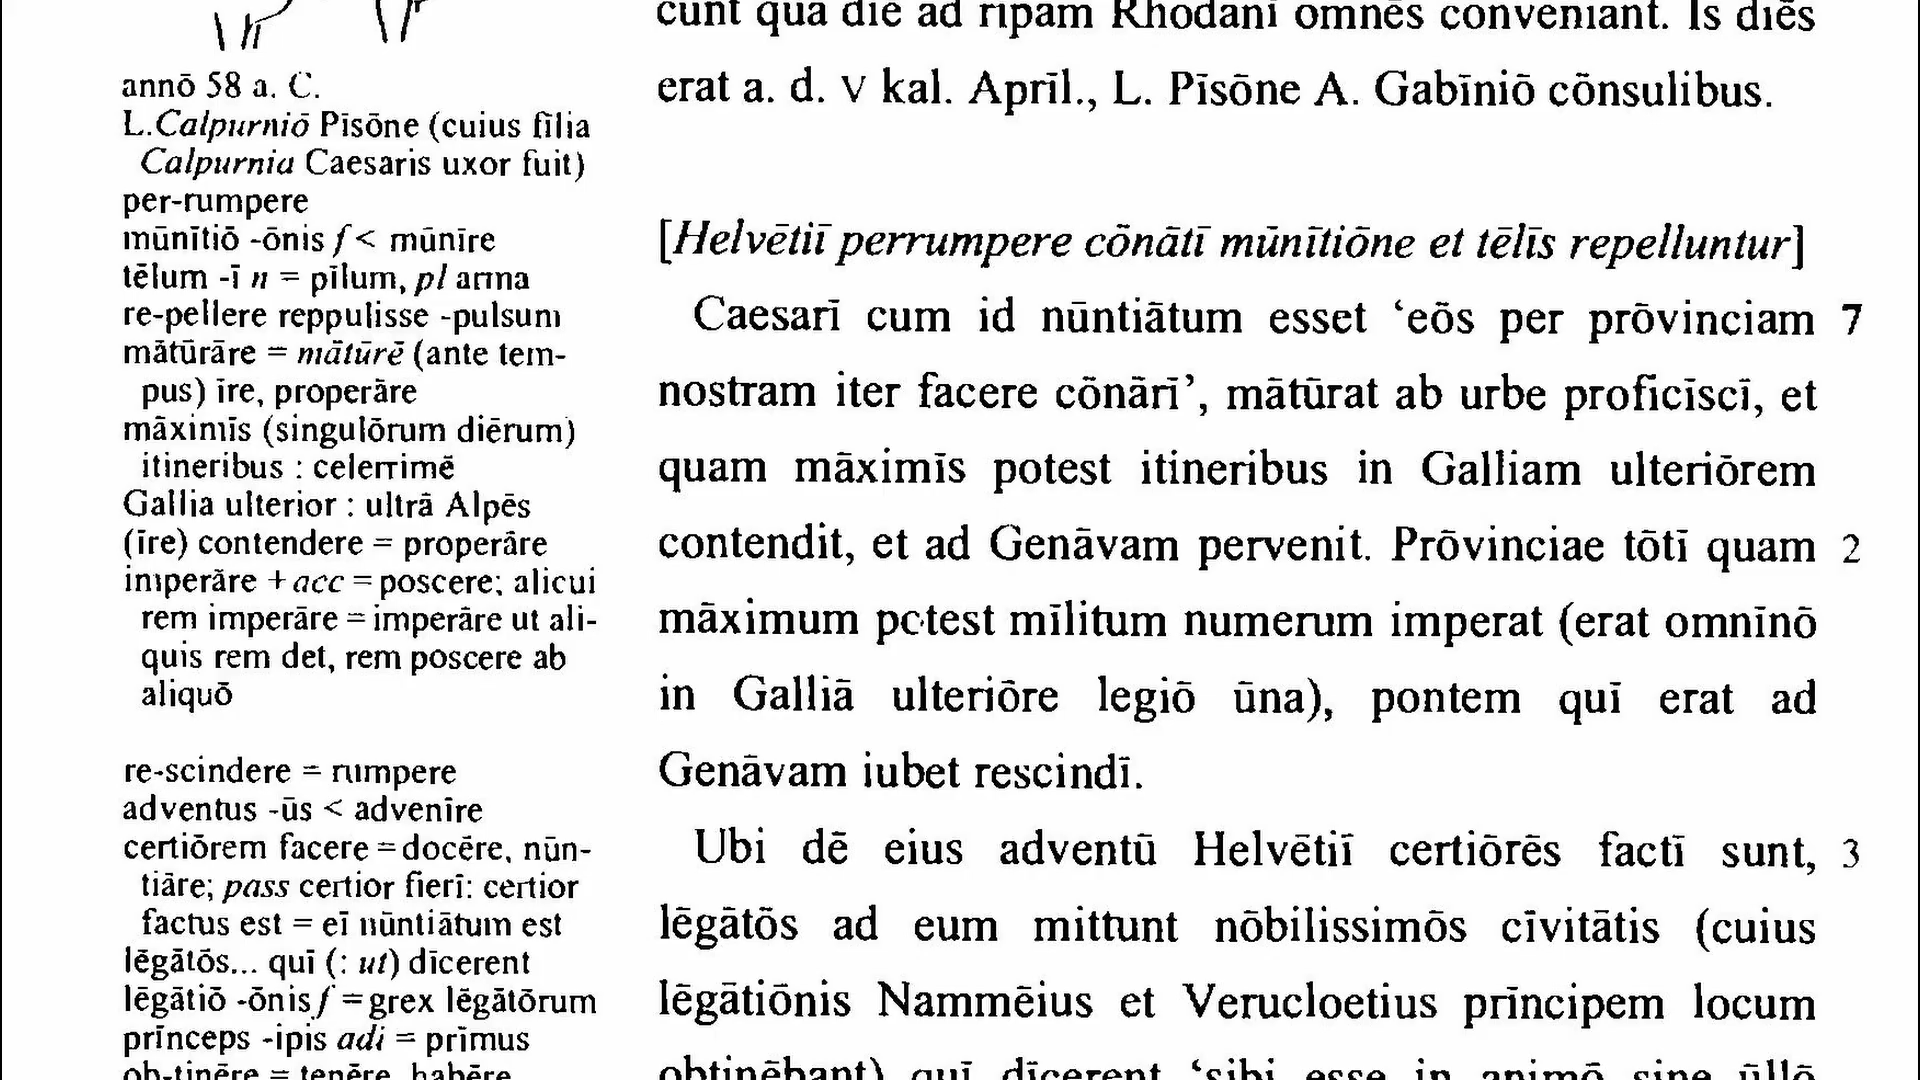 annō 58 a. C.
L. Calpurniō Pīsōne (cuius fīlia
Calpurnia Caesaris uxor fuit)
per-rumpere
mūnītiō -ōnis f < mūnīre
tēlum -ī n = pīlum, pl arma
re-pellere reppulisse -pulsum
mātūrāre = mātūrē (ante tem-
pus) īre, properāre
māximīs (singulōrum diērum)
itineribus : celerrimē
Gallia ulterior : ultrā Alpēs
(īre) contendere = properāre
imperāre + acc = poscere; alicui
rem imperāre = imperāre ut ali-
quis rem det, rem poscere ab
aliquō
re-scindere = rumpere
adventus -ūs < advenīre
certiōrem facere = docēre, nūn-
tiāre; pass certior fierī: certior
factus est = eī nūntiātum est
lēgātōs... quī (: ut) dīcerent
lēgātiō -ōnis f = grex lēgātōrum
prīnceps -ipis adi = prīmus
ob-tinēre = tenēre, habēre
cunt quā diē ad rīpam Rhodanī omnēs conveniant. Is diēs
erat a. d. V kal. Aprīl., L. Pīsōne A. Gabīniō cōnsulibus.
[Helvētiī perrumpere cōnātī mūnītiōne et tēlīs repelluntur]
Caesarī cum id nūntiātum esset ‘eōs per prōvinciam 7
nostram iter facere cōnārī’, mātūrat ab urbe proficīscī, et
quam māximīs potest itineribus in Galliam ulteriōrem
contendit, et ad Genāvam pervenit. Prōvinciae tōtī quam 2
māximum potest mīlitum numerum imperat (erat omnīnō
in Galliā ulteriōre legiō ūna), pontem quī erat ad
Genāvam iubet rescindī.
Ubi dē eius adventū Helvētiī certiōrēs factī sunt, 3
lēgātōs ad eum mittunt nōbilissimōs cīvitātis (cuius
lēgātiōnis Nammēius et Verucloetius prīncipem locum
obtinēbant) quī dīcerent ‘sibi esse in animō sine ūllō